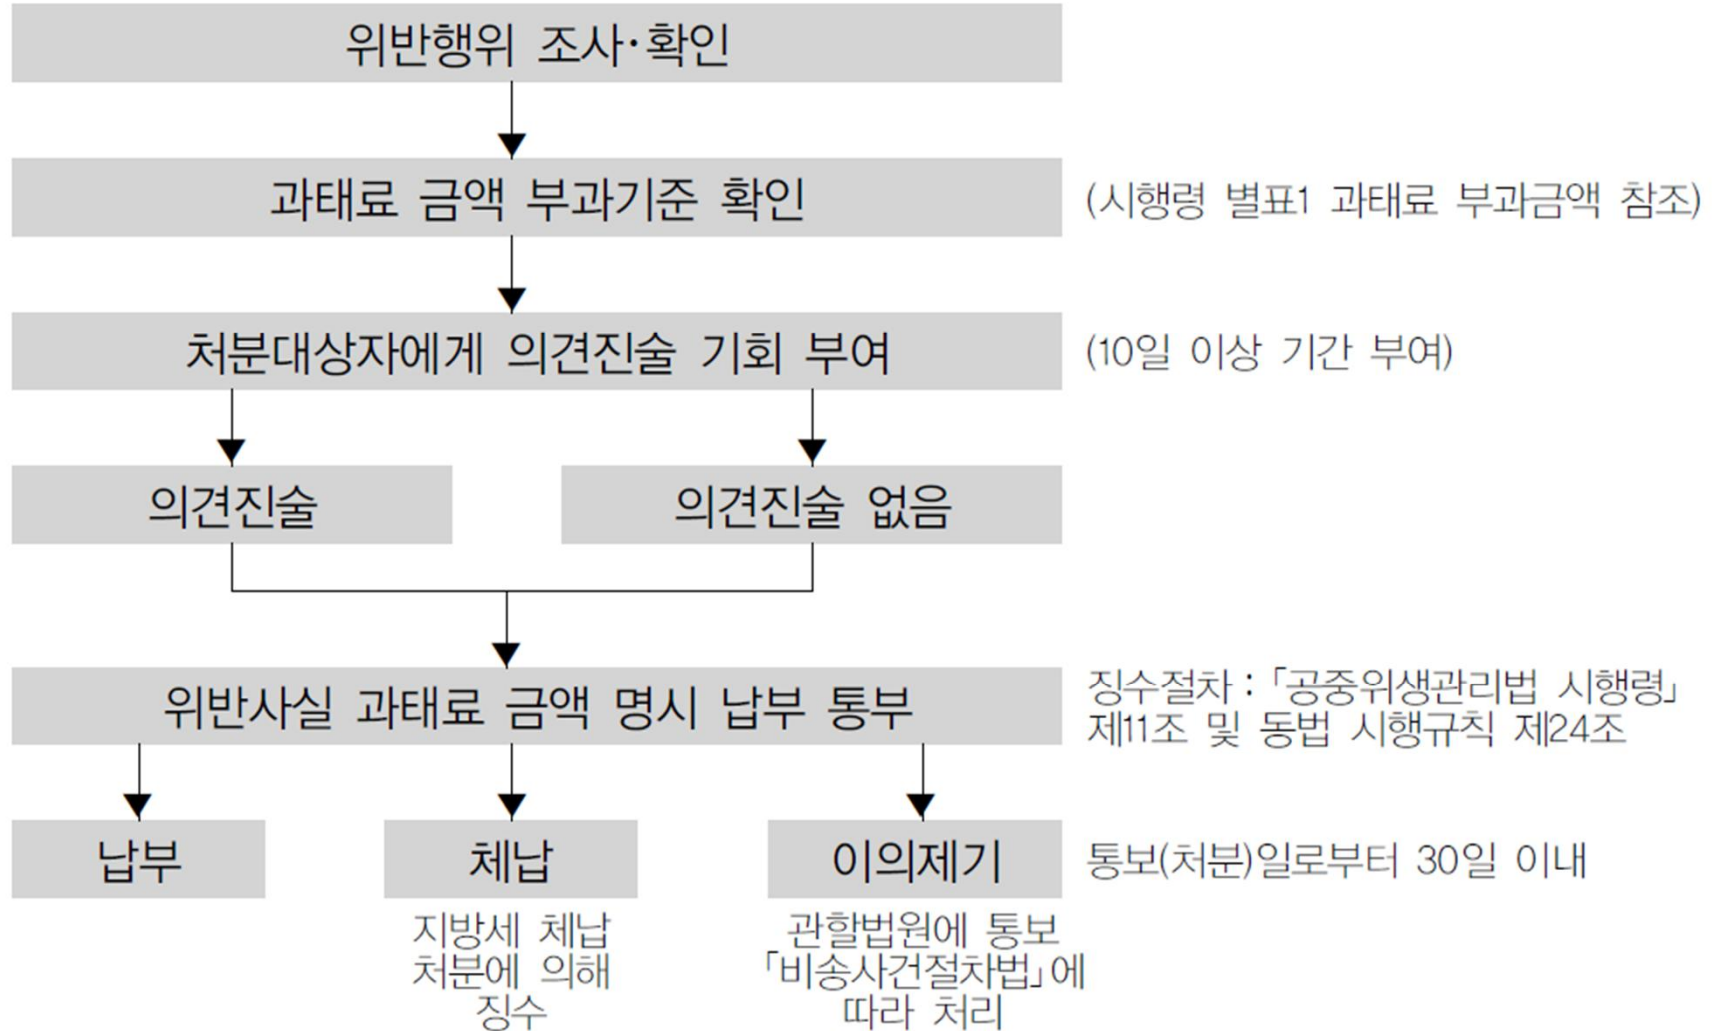 위반행위 조사·확인
과태료 금액 부과기준 확인
(시행령 별표1 과태료 부과금액 참조)
처분대상자에게 의견진술 기회 부여
(10일 이상 기간 부여)
의견진술
의견진술 없음
위반사실 과태료 금액 명시 납부 통부
징수절차 : 「공중위생관리법 시행령」
제11조 및 동법 시행규칙 제24조
납부
체납
이의제기
통보(처분)일로부터 30일 이내
지방세 체납
처분에 의해
징수
관할법원에 통보
「비송사건절차법」에
따라 처리